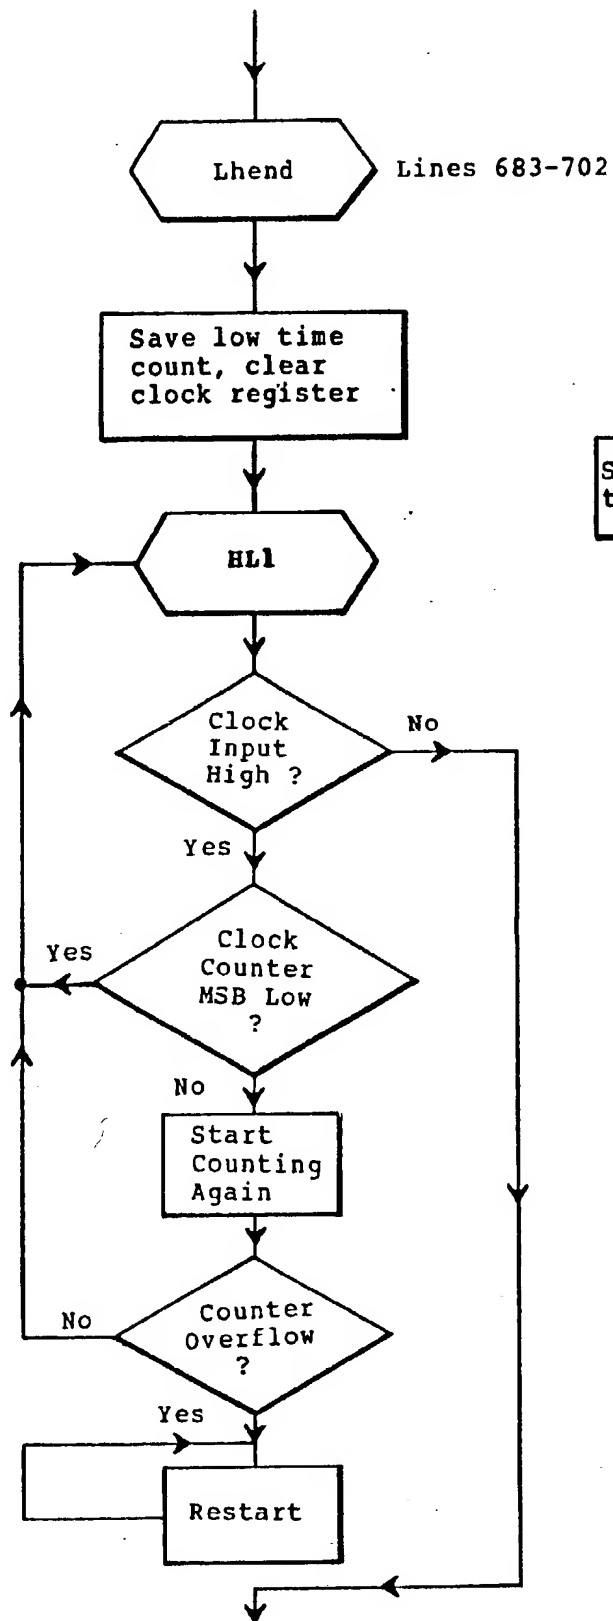 Lhend
Lines 683-702
Save low time
count, clear
clock register
S
t
HL1
Clock
Input
High ?
No
Yes
Clock
Counter
MSB Low
?
Yes
No
Start
Counting
Again
Counter
Overflow
?
No
Yes
Restart